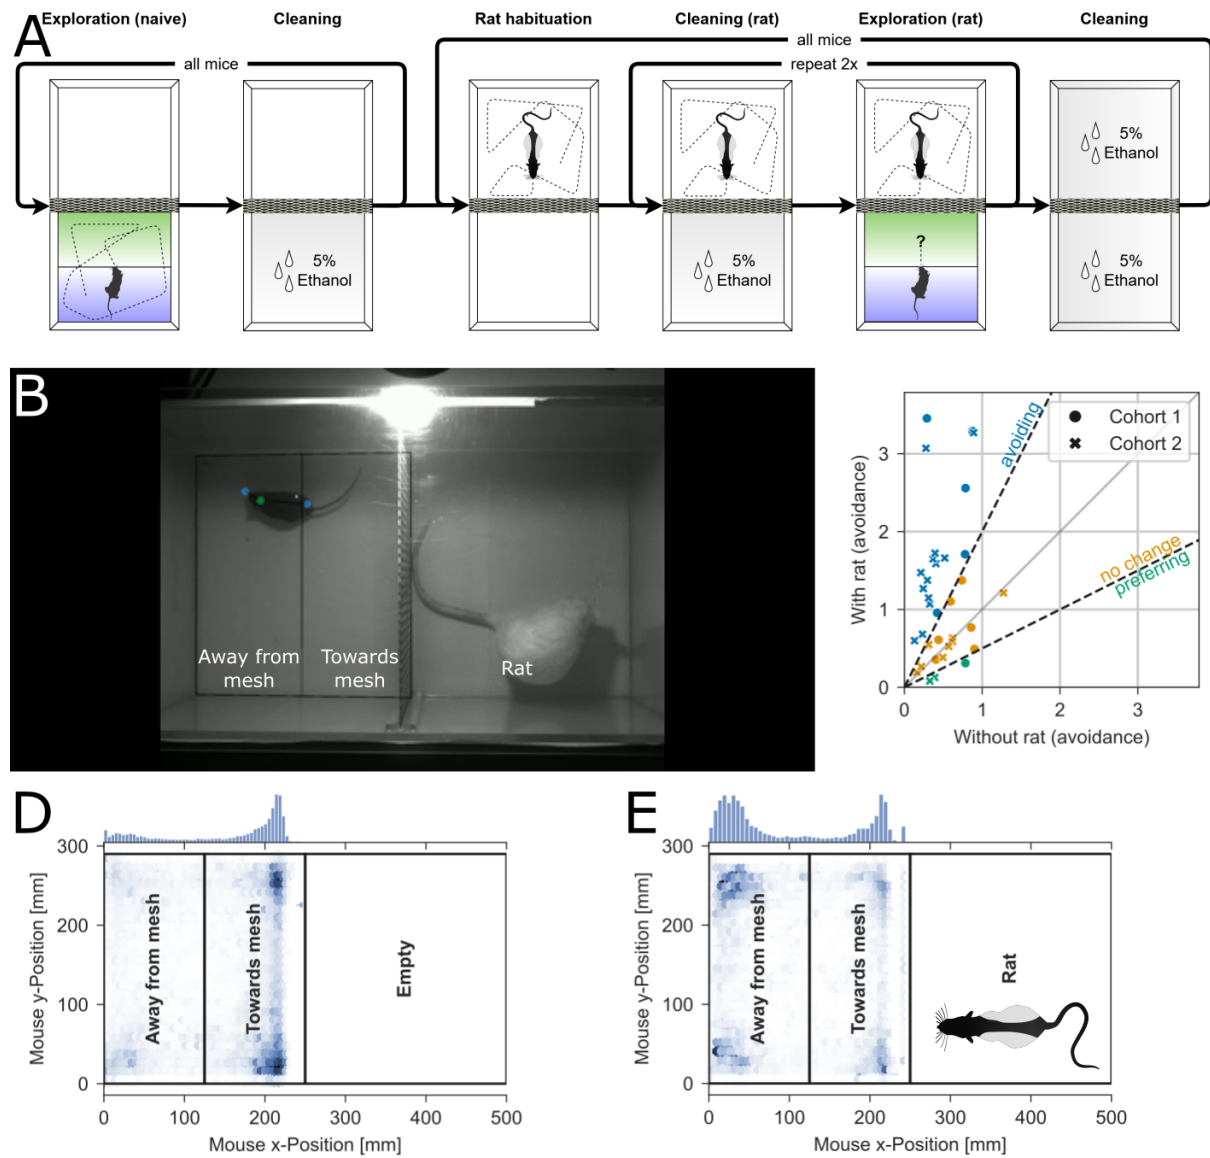 A
Exploration (naive)
Cleaning
Rat habituation
Cleaning (rat)
Exploration (rat)
Cleaning
all mice
all mice
repeat 2x
5%
Ethanol
5%
Ethanol
?
5%
Ethanol
5%
Ethanol
B
Away from
mesh
Towards
mesh
Rat
With rat (avoidance)
3
2
1
0
0
1
2
3
Without rat (avoidance)
avoiding
no change
preferring
Cohort 1
Cohort 2
D
Mouse y-Position [mm]
300
200
100
0
Away from mesh
Towards mesh
Empty
0
100
200
300
400
500
Mouse x-Position [mm]
E
Mouse y-Position [mm]
300
200
100
0
Away from mesh
Towards mesh
Rat
0
100
200
300
400
500
Mouse x-Position [mm]